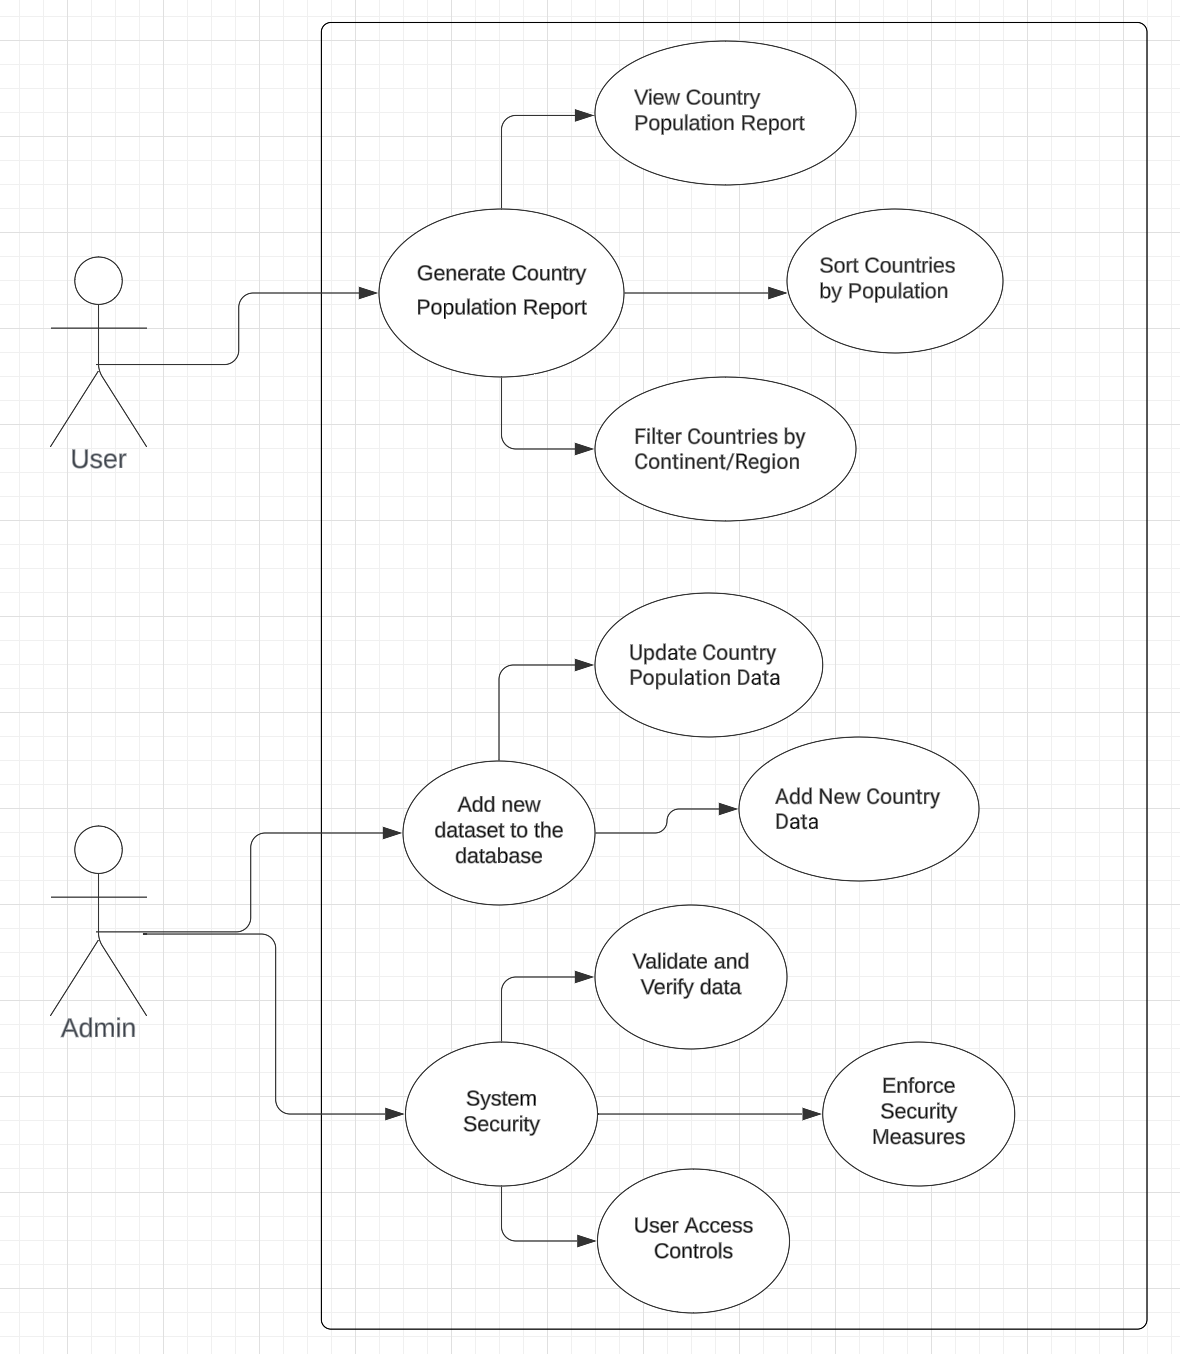 View Country
Population Report
Generate Country
Population Report
Sort Countries
by Population
User
Filter Countries by
Continent/Region
Update Country
Population Data
Add new
dataset to the
database
Add New Country
Data
Admin
Validate and
Verify data
System
Security
Enforce
Security
Measures
User Access
Controls